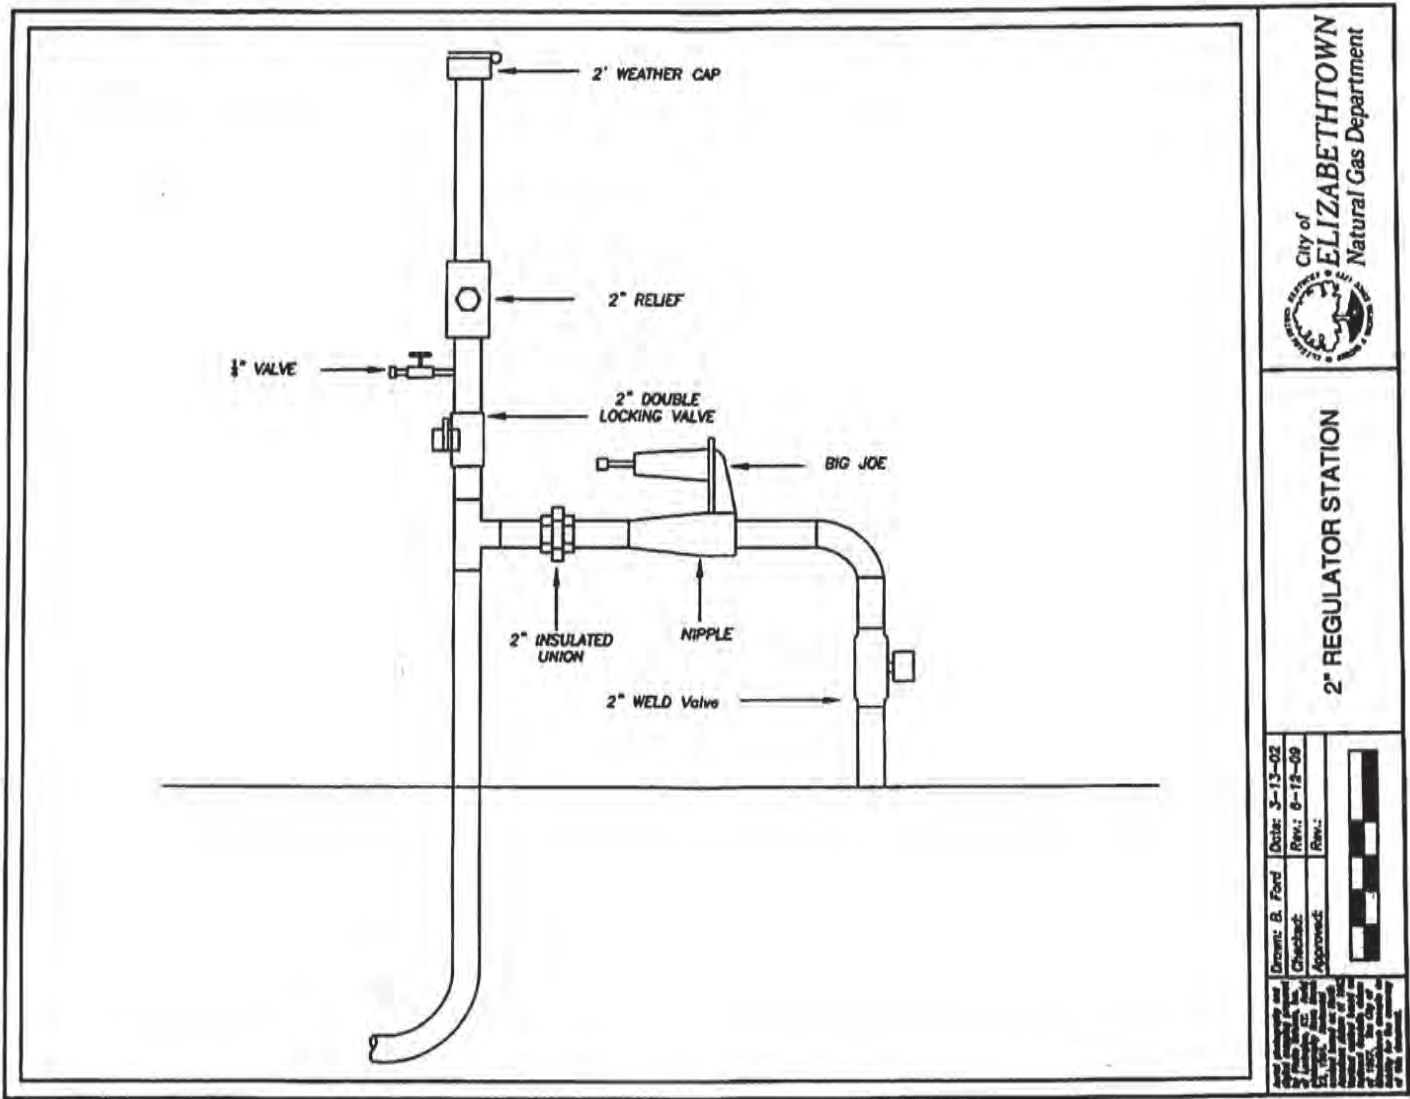 2' WEATHER CAP
2" RELIEF
VALVE
2" DOUBLE
LOCKING VALVE
BIG JOE
2" INSULATED
UNION
NIPPLE
2" WELD Valve
City of
ELIZABETHTOWN
Natural Gas Department
2" REGULATOR STATION
Drawn: B. Ford
Date: 3-13-02
Checked:
Rev.: 6-12-09
Approved:
Rev.: